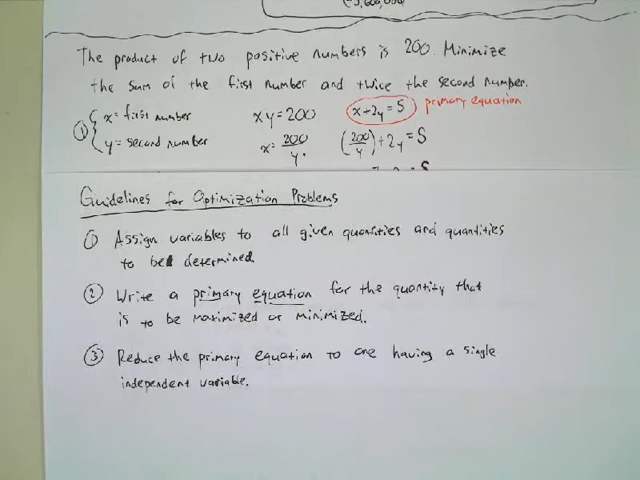 The product of two positive numbers is 200 Minimize
the sum of the first number and twice the second number.
① { x = first number
y = second number
xy = 200
x = 200/y.
x + 2y = S primary equation
(200/y) + 2y = S
Guidelines for Optimization Problems
① Assign variables to all given quantities and quantities
to be determined
② Write a primary equation for the quantity that
is to be maximized or minimized.
③ Reduce the primary equation to one having a single
independent variable.